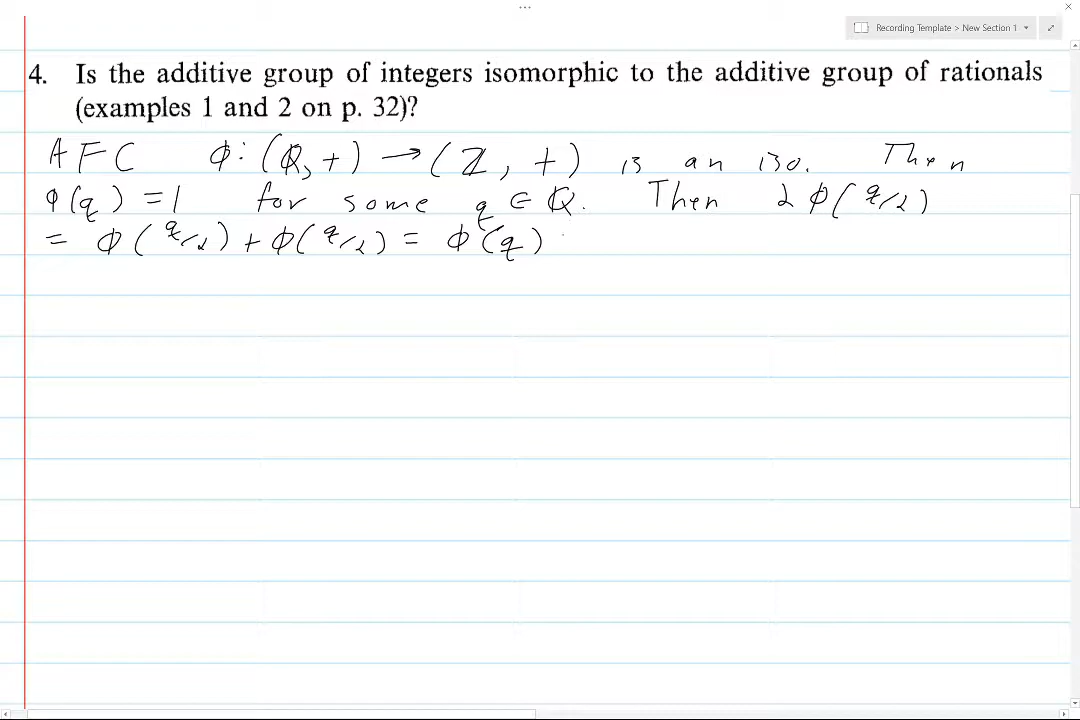 Recording Template > New Section 1
4. Is the additive group of integers isomorphic to the additive group of rationals
(examples 1 and 2 on p. 32)?
AFC ϕ: (ℚ, +) → (ℤ, +) is an iso. Then
ϕ(q) = 1 for some q ∈ ℚ. Then 2ϕ(q/2)
= ϕ(q/2) + ϕ(q/2) = ϕ(q)